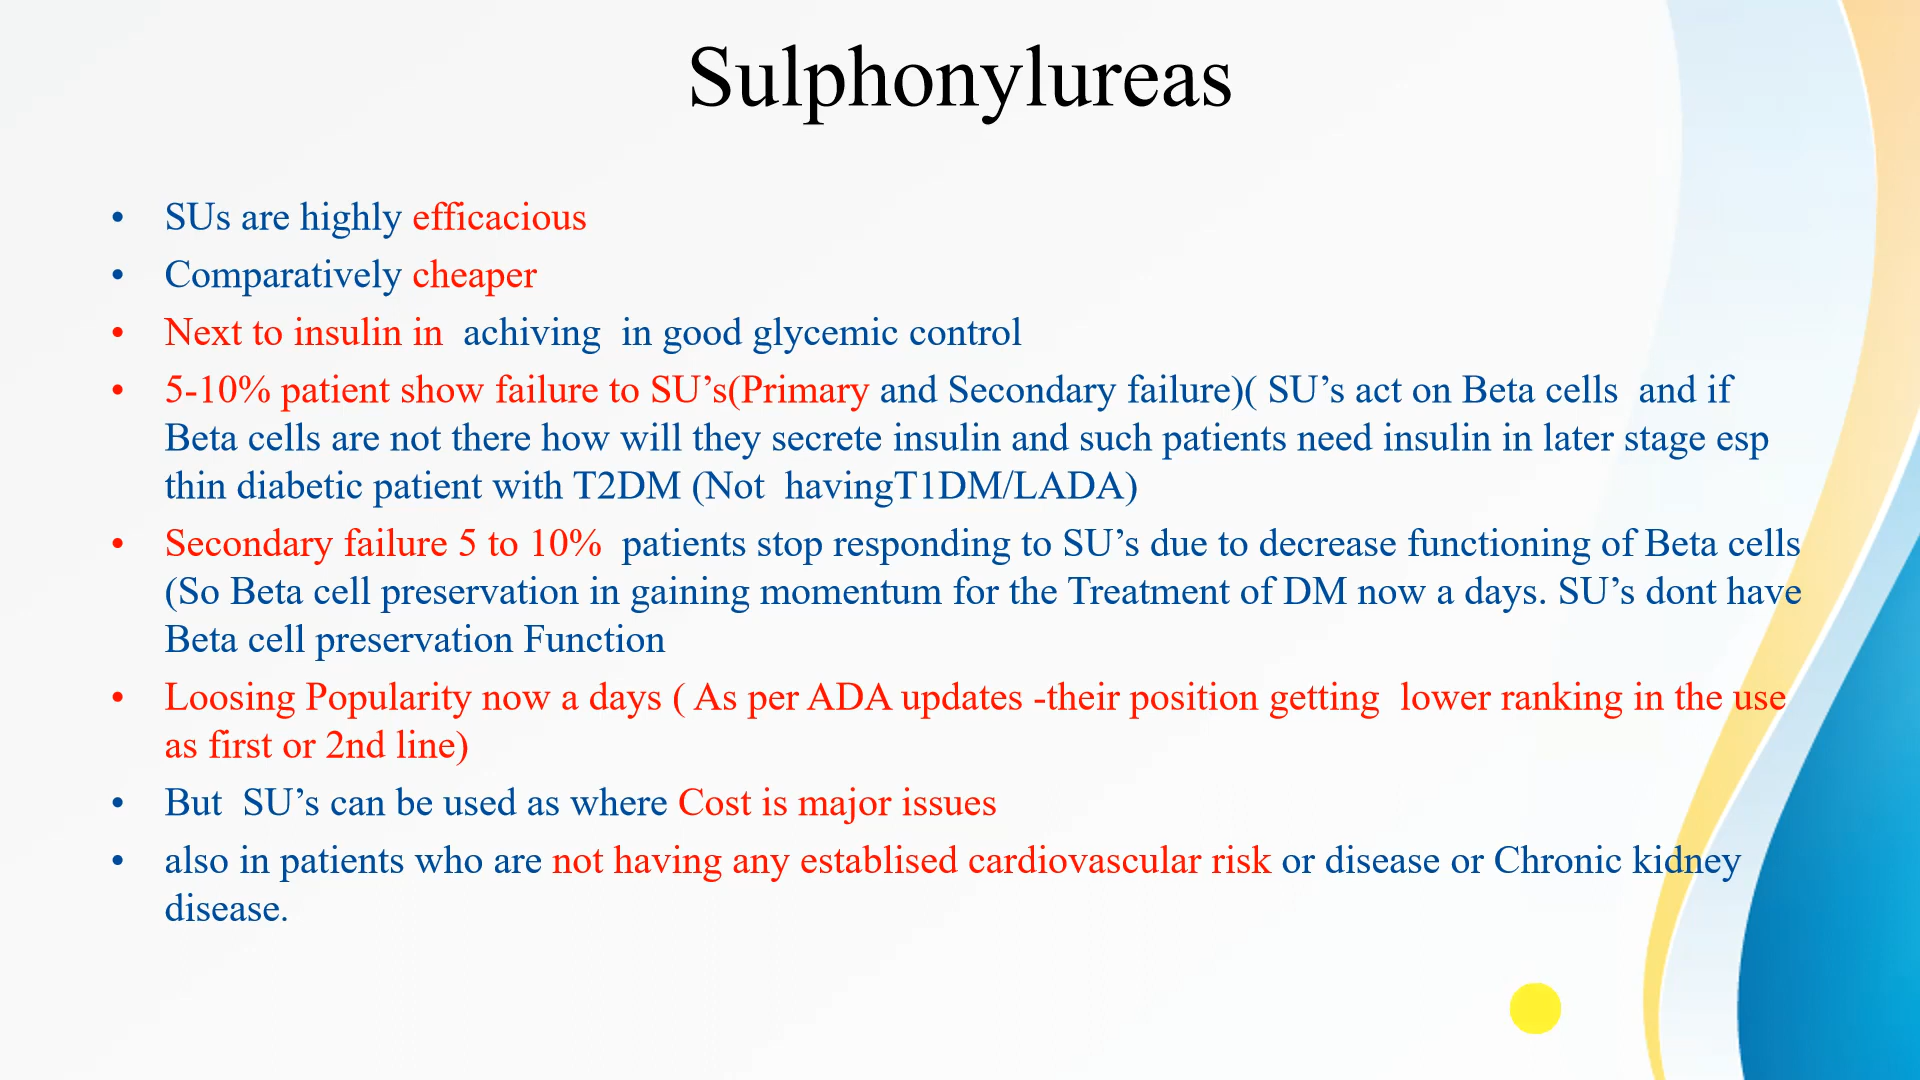 Sulphonylureas
• SUs are highly efficacious
• Comparatively cheaper
• Next to insulin in  achiving  in good glycemic control
• 5-10% patient show failure to SU’s(Primary and Secondary failure)( SU’s act on Beta cells  and if
Beta cells are not there how will they secrete insulin and such patients need insulin in later stage esp
thin diabetic patient with T2DM (Not  havingT1DM/LADA)
• Secondary failure 5 to 10%  patients stop responding to SU’s due to decrease functioning of Beta cells
(So Beta cell preservation in gaining momentum for the Treatment of DM now a days. SU’s dont have
Beta cell preservation Function
• Loosing Popularity now a days ( As per ADA updates -their position getting  lower ranking in the use
as first or 2nd line)
• But  SU’s can be used as where Cost is major issues
• also in patients who are not having any establised cardiovascular risk or disease or Chronic kidney
disease.